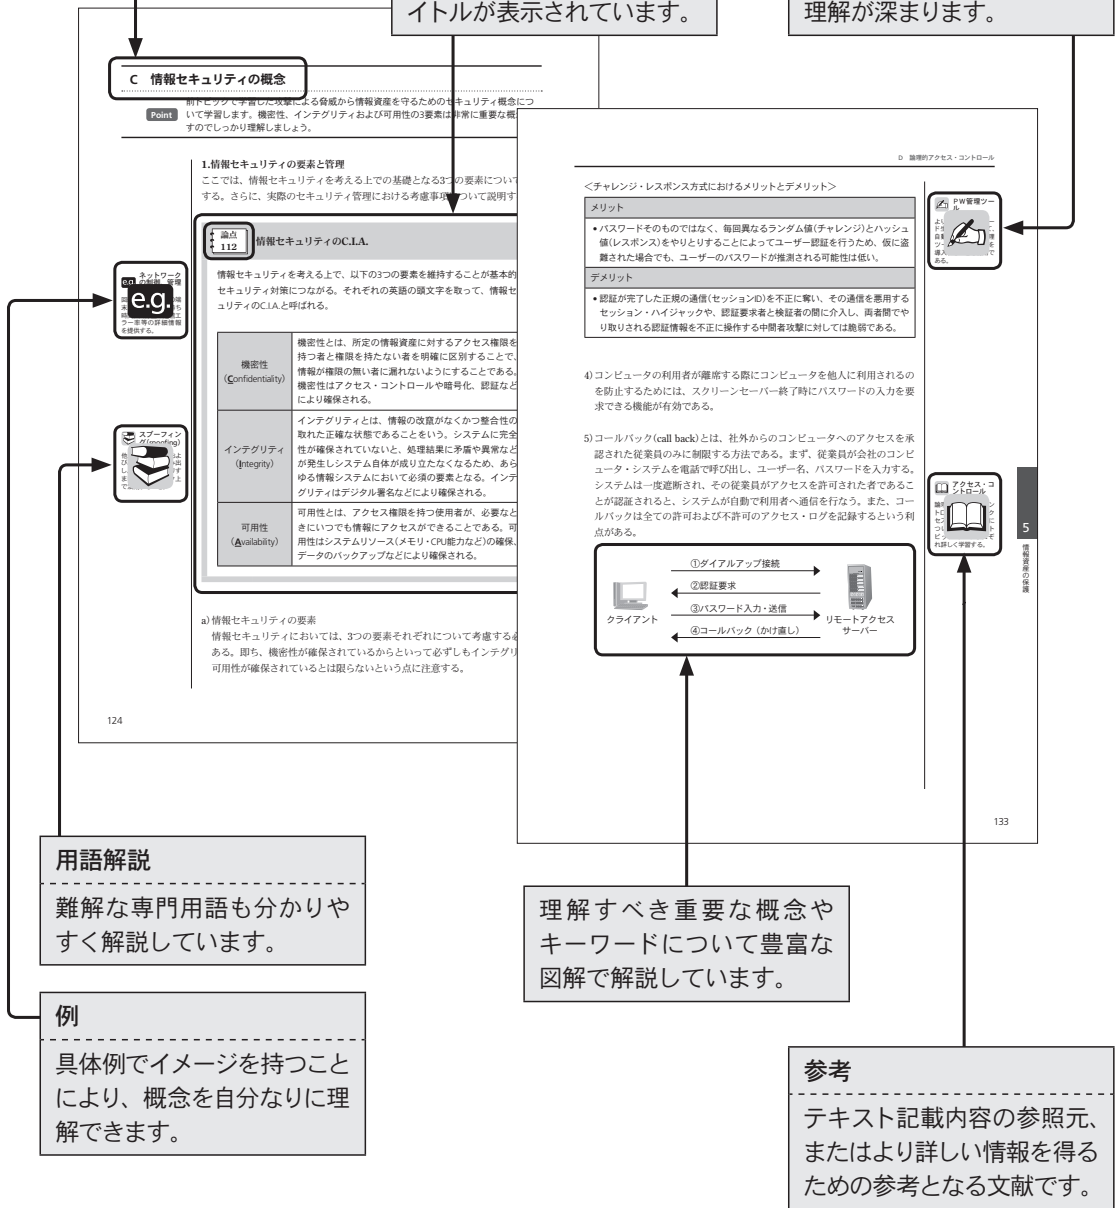 イトルが表示されています。
理解が深まります。
C 情報セキュリティの概念
Point
前トピックで学習した攻撃による脅威から情報資産を守るためのセキュリティ概念につ
いて学習します。機密性、インテグリティおよび可用性の3要素は非常に重要な概
すのでしっかり理解しましょう。
1.情報セキュリティの要素と管理
ここでは、情報セキュリティを考える上での基礎となる3つの要素について
する。さらに、実際のセキュリティ管理における考慮事項について説明す
論点
112
情報セキュリティのC.I.A.
情報セキュリティを考える上で、以下の3つの要素を維持することが基本的
セキュリティ対策につながる。それぞれの英語の頭文字を取って、情報セ
ュリティのC.I.A.と呼ばれる。
機密性
(Confidentiality)
機密性とは、所定の情報資産に対するアクセス権限を
持つ者と権限を持たない者を明確に区別することで、
情報が権限の無い者に漏れないようにすることである。
機密性はアクセス・コントロールや暗号化、認証など
により確保される。
インテグリティ
(Integrity)
インテグリティとは、情報の改竄がなくかつ整合性の
取れた正確な状態であることをいう。システムに完全
性が確保されていないと、処理結果に矛盾や異常など
が発生しシステム自体が成り立たなくなるため、あら
ゆる情報システムにおいて必須の要素となる。インテ
グリティはデジタル署名などにより確保される。
可用性
(Availability)
可用性とは、アクセス権限を持つ使用者が、必要なと
きにいつでも情報にアクセスができることである。可
用性はシステムリソース(メモリ・CPU能力など)の確保、
データのバックアップなどにより確保される。
a)情報セキュリティの要素
情報セキュリティにおいては、3つの要素それぞれについて考慮する必
ある。即ち、機密性が確保されているからといって必ずしもインテグリ
可用性が確保されているとは限らないという点に注意する。
124
e.g.
ネットワーク
ラー率等の詳細情報
を提供する。
スプーフィン
グ(spoofing)
D 論理的アクセス・コントロール
＜チャレンジ・レスポンス方式におけるメリットとデメリット＞
メリット
• パスワードそのものではなく、毎回異なるランダム値(チャレンジ)とハッシュ
値(レスポンス)をやりとりすることによってユーザー認証を行うため、仮に盗
難された場合でも、ユーザーのパスワードが推測される可能性は低い。
デメリット
• 認証が完了した正規の通信(セッションID)を不正に奪い、その通信を悪用する
セッション・ハイジャックや、認証要求者と検証者の間に介入し、両者間でや
り取りされる認証情報を不正に操作する中間者攻撃に対しては脆弱である。
4)コンピュータの利用者が離席する際にコンピュータを他人に利用されるの
を防止するためには、スクリーンセーバー終了時にパスワードの入力を要
求できる機能が有効である。
5)コールバック(call back)とは、社外からのコンピュータへのアクセスを承
認された従業員のみに制限する方法である。まず、従業員が会社のコンピ
ュータ・システムを電話で呼び出し、ユーザー名、パスワードを入力する。
システムは一度遮断され、その従業員がアクセスを許可された者であるこ
とが認証されると、システムが自動で利用者へ通信を行なう。また、コー
ルバックは全ての許可および不許可のアクセス・ログを記録するという利
点がある。
①ダイアルアップ接続
②認証要求
③パスワード入力・送信
④コールバック（かけ直し）
クライアント
リモートアクセス
サーバー
PW管理ツー
ル
アクセス・コ
ントロール
れ詳しく学習する。
5
情報資産の保護
133
用語解説
難解な専門用語も分かりや
すく解説しています。
例
具体例でイメージを持つこと
により、概念を自分なりに理
解できます。
理解すべき重要な概念や
キーワードについて豊富な
図解で解説しています。
参考
テキスト記載内容の参照元、
またはより詳しい情報を得る
ための参考となる文献です。